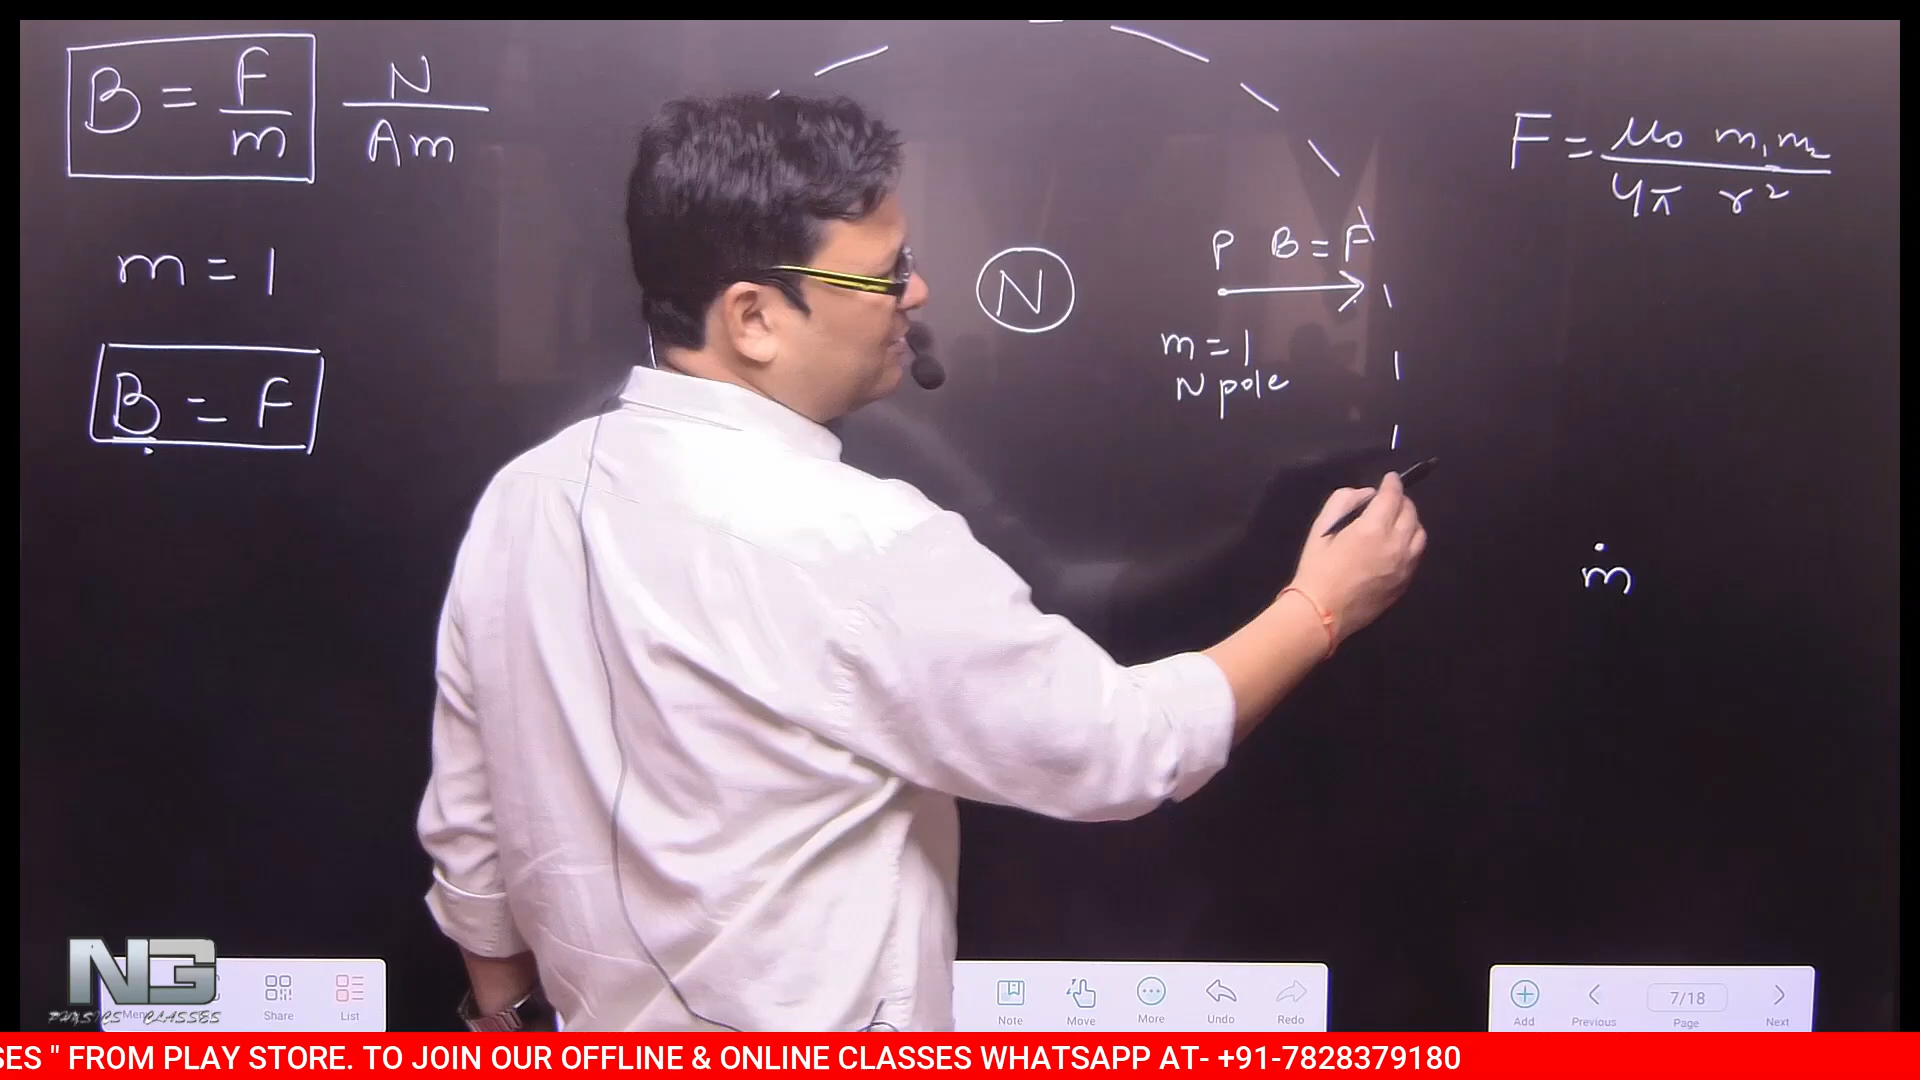 B = F/m N/Am
m = 1
B = F
N
P B = F
m = 1
N pole
F = μ₀ m₁m₂ / 4π r²
ṁ
NG
PHYSICS CLASSES
Share
List
Note
Move
More
Undo
Redo
Add
Previous
7/18
Page
Next
SES " FROM PLAY STORE. TO JOIN OUR OFFLINE & ONLINE CLASSES WHATSAPP AT- +91-7828379180